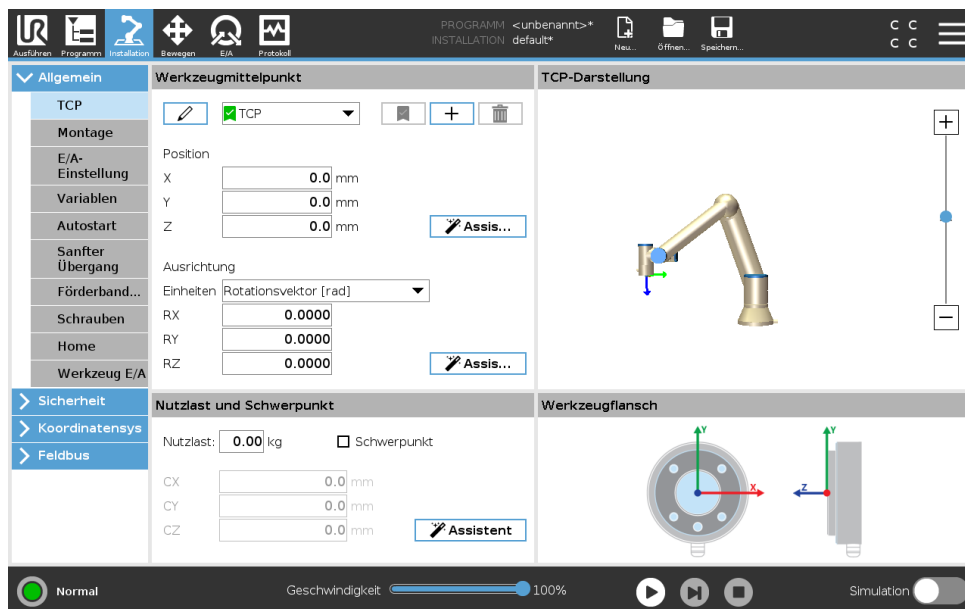 PROGRAMM <unbenannt>*
INSTALLATION default*
Ausführen Programm Installation Bewegen E/A Protokoll Neu... Öffnen... Speichern...
C C
C C
Allgemein
TCP
Montage
E/A-
Einstellung
Variablen
Autostart
Sanfter
Übergang
Förderband...
Schrauben
Home
Werkzeug E/A
Sicherheit
Koordinatensys
Feldbus
Werkzeugmittelpunkt
TCP
Position
X 0.0 mm
Y 0.0 mm
Z 0.0 mm Assis...
Ausrichtung
Einheiten Rotationsvektor [rad]
RX 0.0000
RY 0.0000
RZ 0.0000 Assis...
TCP-Darstellung
+
−
Nutzlast und Schwerpunkt
Nutzlast: 0.00 kg Schwerpunkt
CX 0.0 mm
CY 0.0 mm
CZ 0.0 mm Assistent
Werkzeugflansch
Y Y
X Z
Normal Geschwindigkeit 100% Simulation